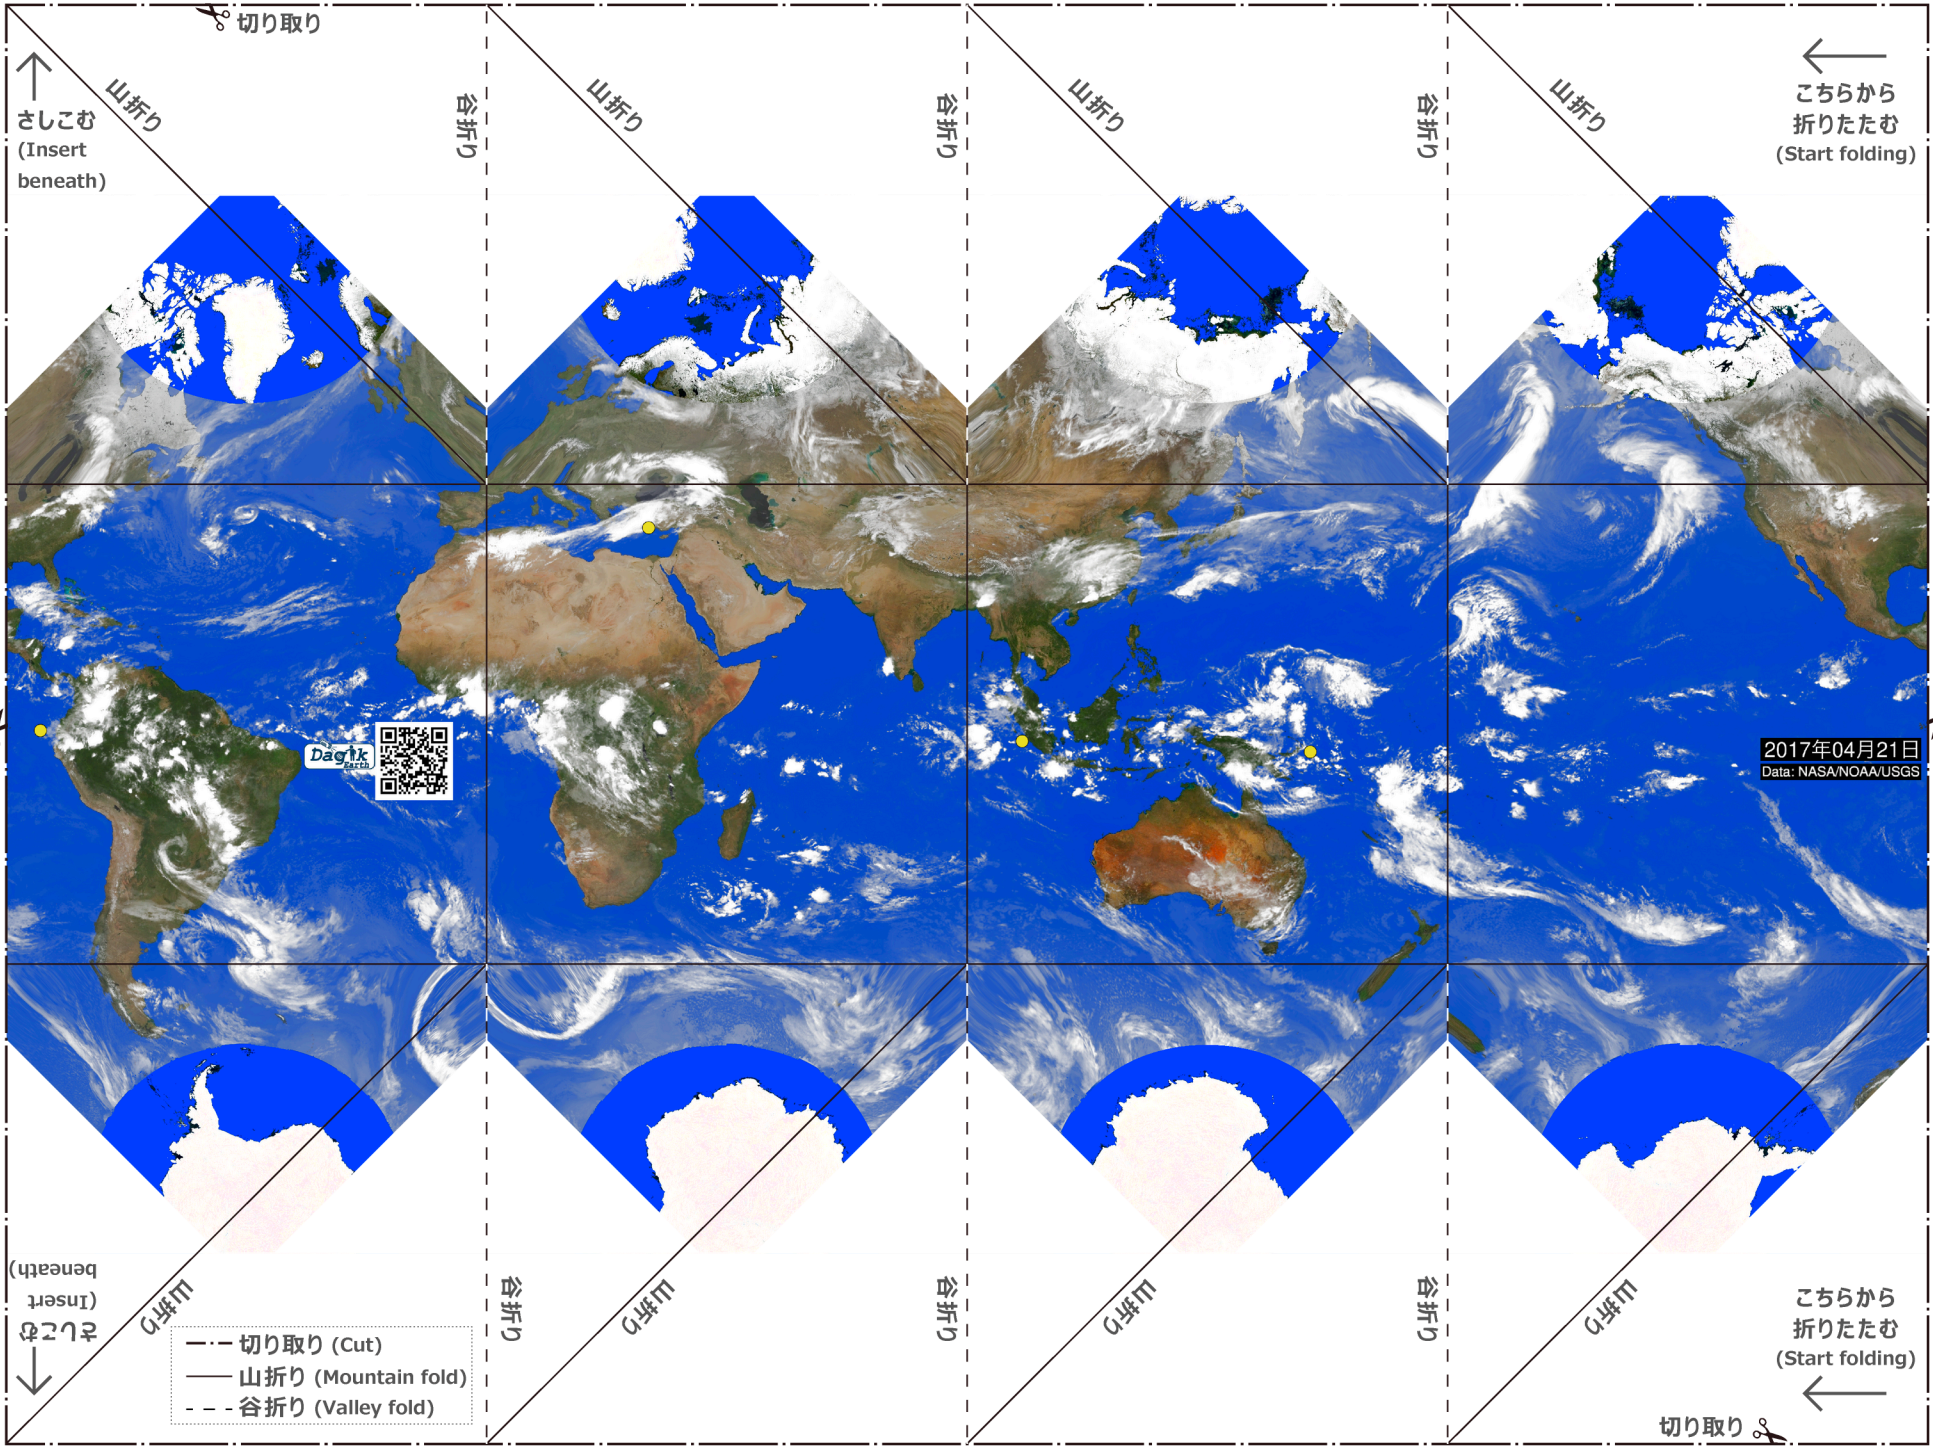 切り取り
さしこむ
(Insert
beneath)
山折り
谷折り
山折り
谷折り
山折り
谷折り
山折り
こちらから
折りたたむ
(Start folding)
Dagik
Earth
2017年04月21日
Data: NASA/NOAA/USGS
さしこむ
(Insert
beneath)
山折り
谷折り
山折り
谷折り
山折り
谷折り
山折り
こちらから
折りたたむ
(Start folding)
切り取り (Cut)
山折り (Mountain fold)
谷折り (Valley fold)
切り取り